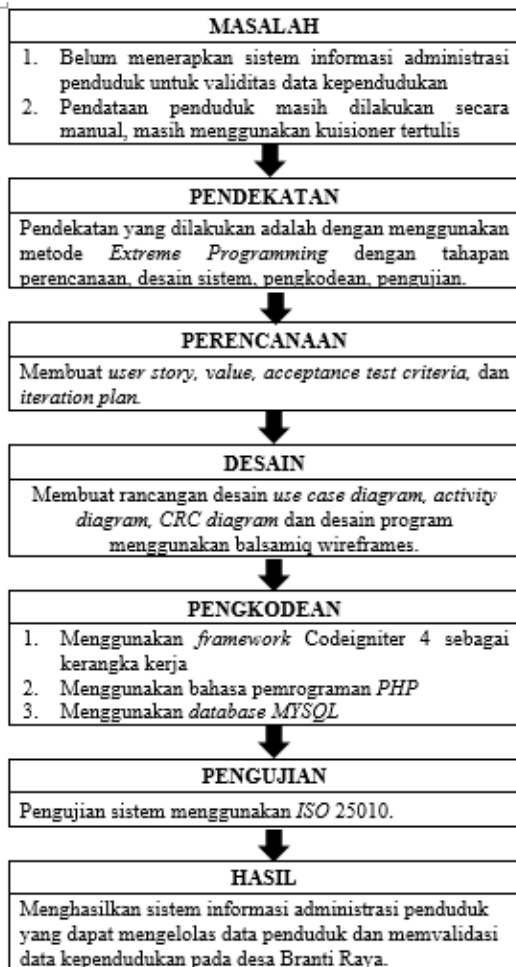 MASALAH
1. Belum menerapkan sistem informasi administrasi
penduduk untuk validitas data kependudukan
2. Pendataan penduduk masih dilakukan secara
manual, masih menggunakan kuisioner tertulis
PENDEKATAN
Pendekatan yang dilakukan adalah dengan menggunakan
metode Extreme Programming dengan tahapan
perencanaan, desain sistem, pengkodean, pengujian.
PERENCANAAN
Membuat user story, value, acceptance test criteria, dan
iteration plan.
DESAIN
Membuat rancangan desain use case diagram, activity
diagram, CRC diagram dan desain program
menggunakan balsamiq wireframes.
PENGKODEAN
1. Menggunakan framework Codeigniter 4 sebagai
kerangka kerja
2. Menggunakan bahasa pemrograman PHP
3. Menggunakan database MYSQL
PENGUJIAN
Pengujian sistem menggunakan ISO 25010.
HASIL
Menghasilkan sistem informasi administrasi penduduk
yang dapat mengelolas data penduduk dan memvalidasi
data kependudukan pada desa Branti Raya.